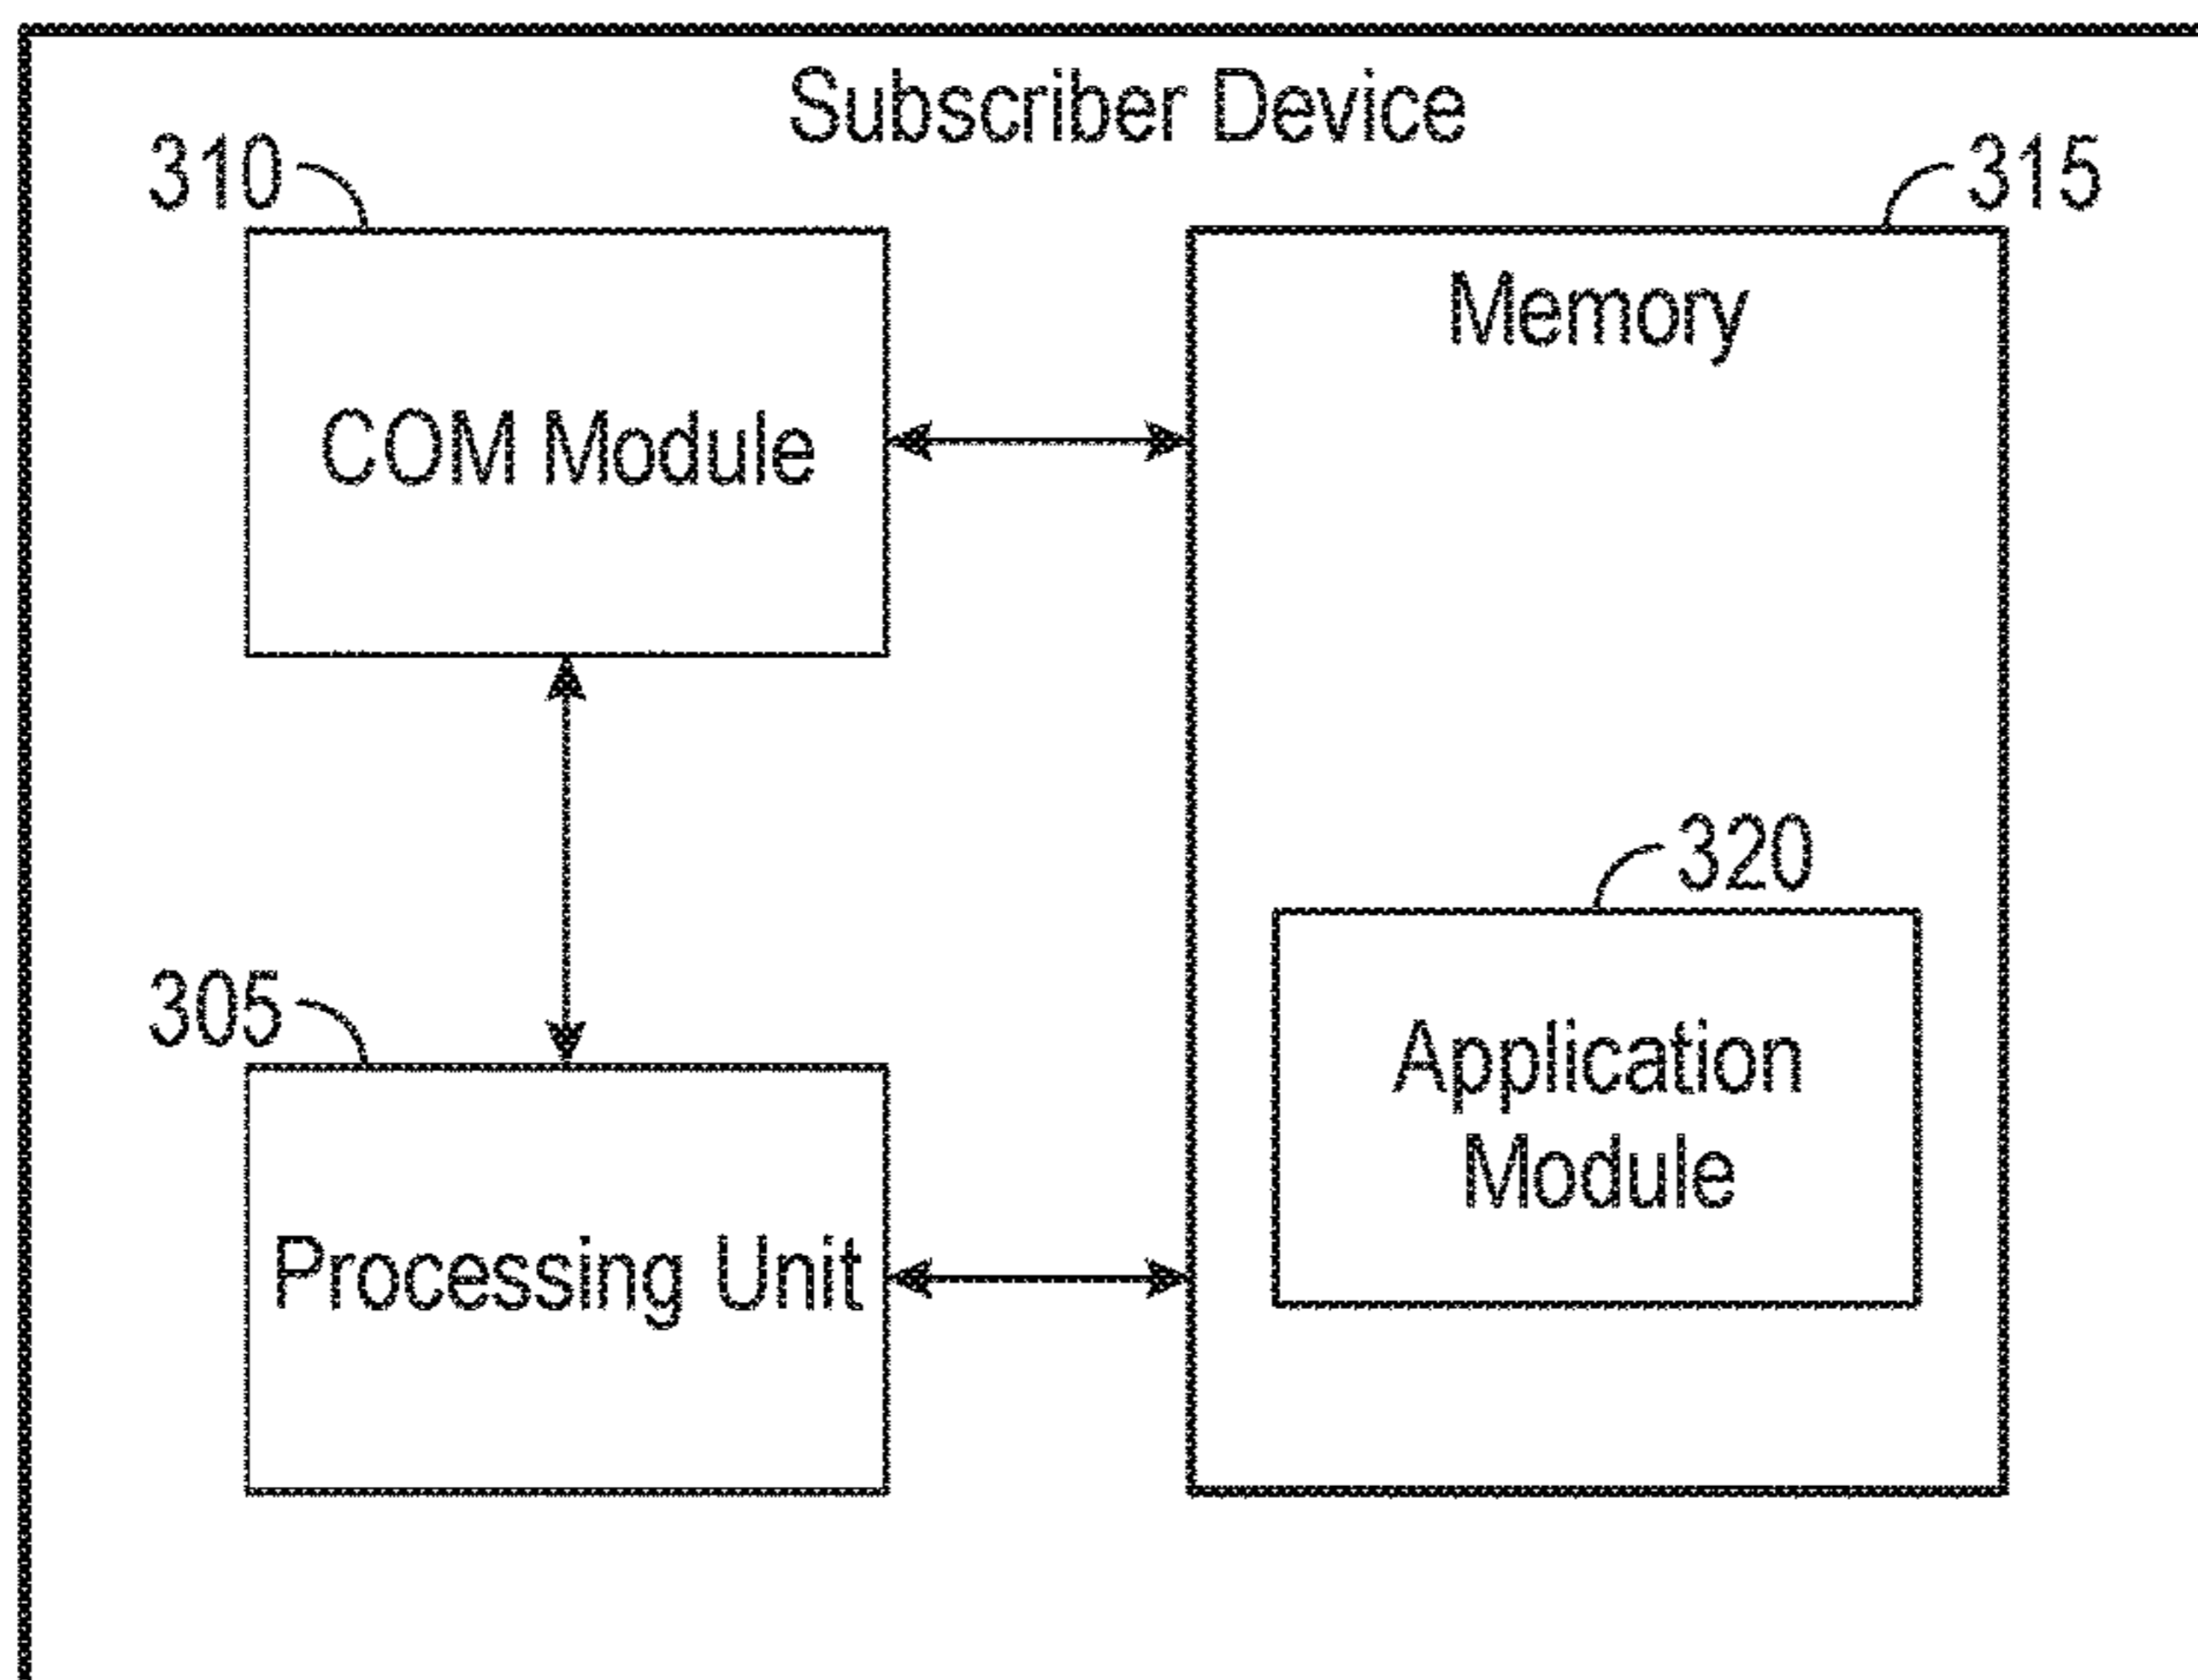 Subscriber Device
310
315
COM Module
Memory
320
Application
Module
305
Processing Unit